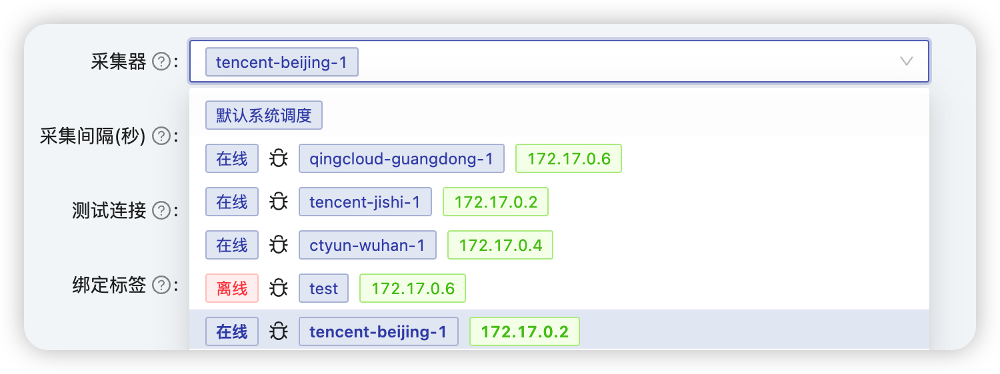 采集器 ? : tencent-beijing-1
默认系统调度
采集间隔(秒) ? :
在线 qingcloud-guangdong-1 172.17.0.6
在线 tencent-jishi-1 172.17.0.2
测试连接 ? :
在线 ctyun-wuhan-1 172.17.0.4
绑定标签 ? :
离线 test 172.17.0.6
在线 tencent-beijing-1 172.17.0.2